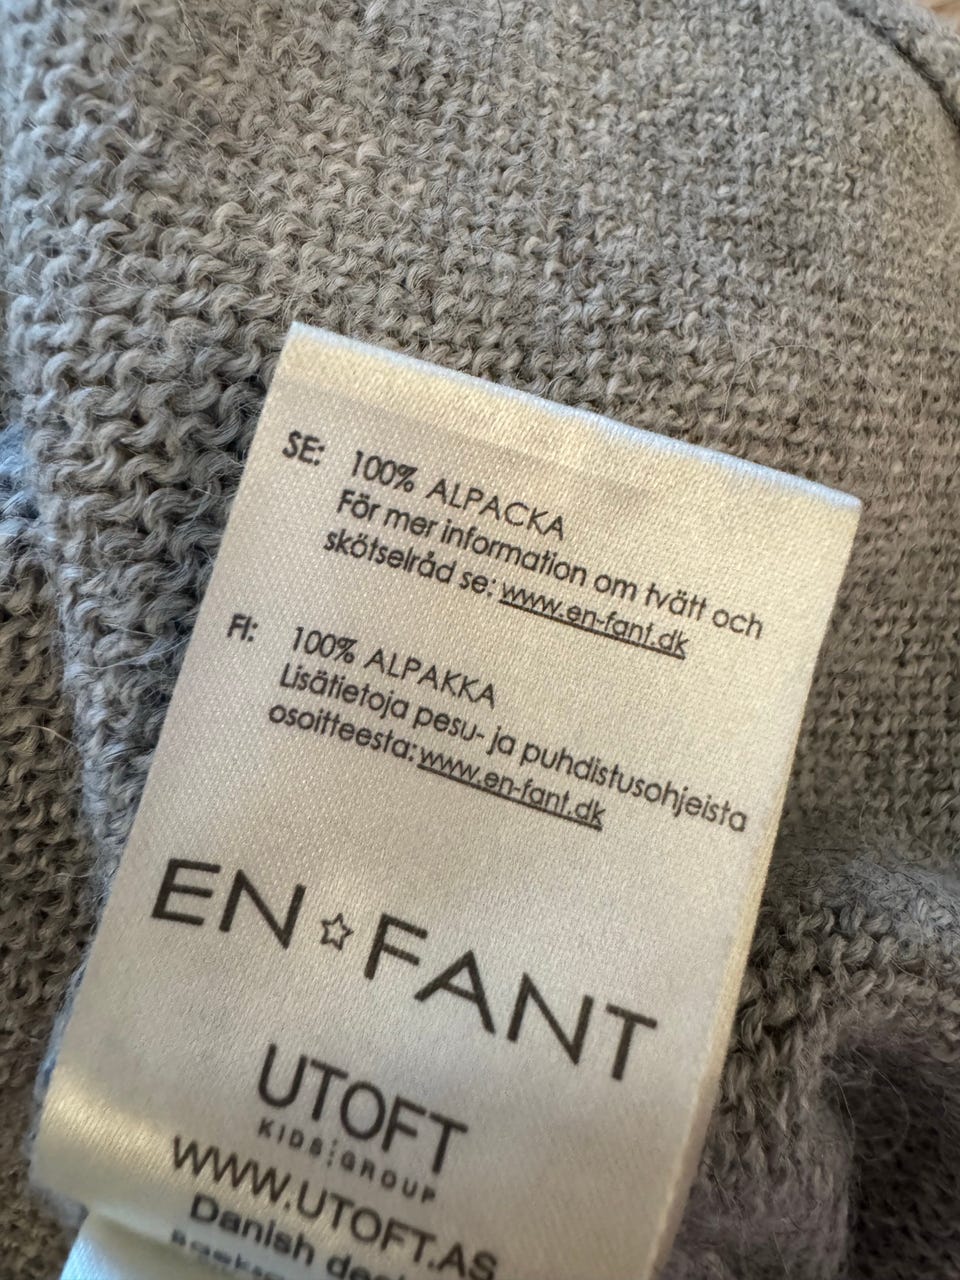 SE: 100% ALPACKA
För mer information om tvätt och
skötselråd se: www.en-fant.dk
FI: 100% ALPAKKA
Lisätietoja pesu- ja puhdistusohjeista
osoitteesta: www.en-fant.dk
EN☆FANT
UTOFT
KIDS GROUP
WWW.UTOFT.AS
Danish